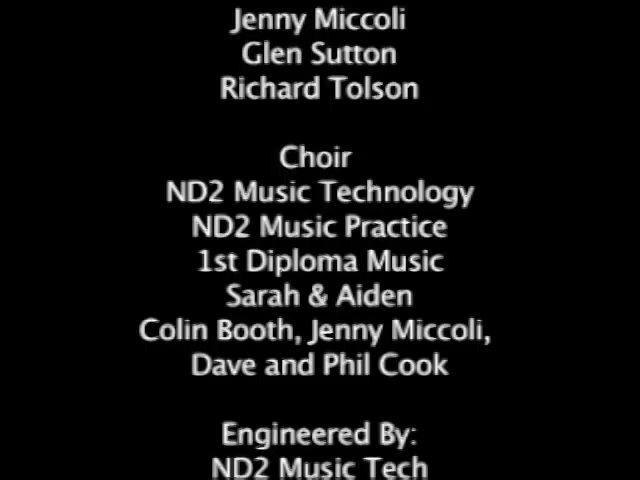 Jenny Miccoli
Glen Sutton
Richard Tolson
Choir
ND2 Music Technology
ND2 Music Practice
1st Diploma Music
Sarah & Aiden
Colin Booth, Jenny Miccoli,
Dave and Phil Cook
Engineered By:
ND2 Music Tech